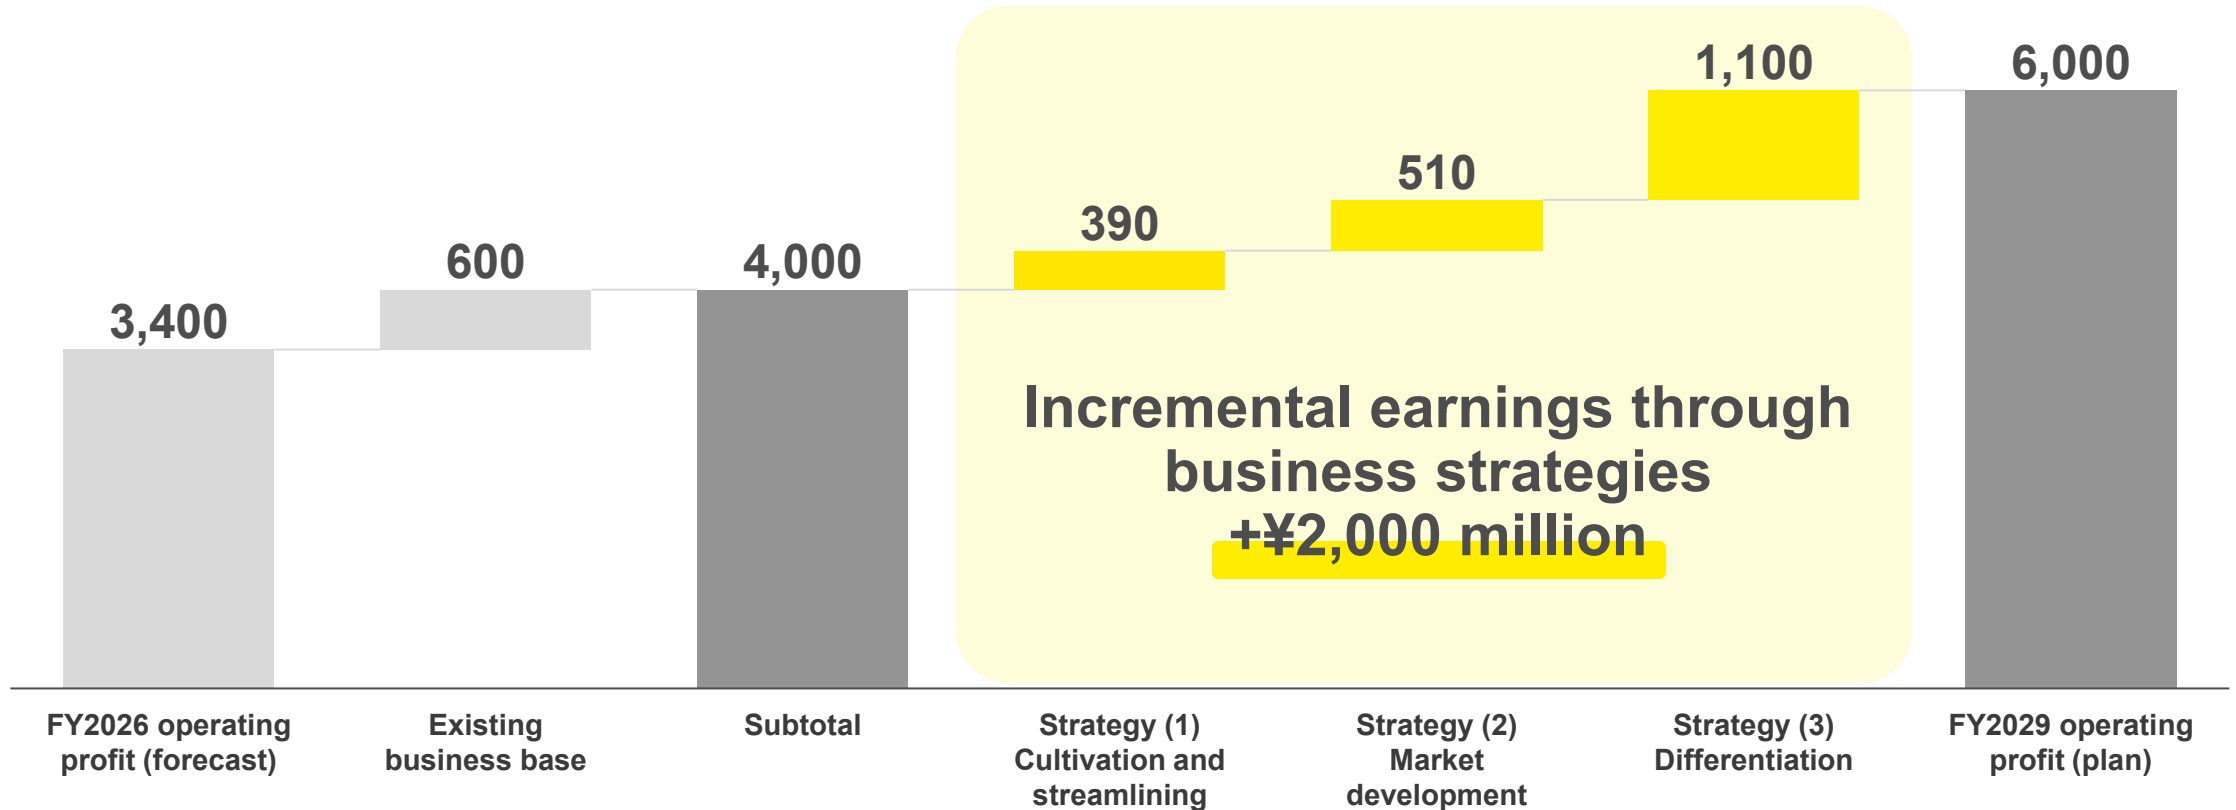 3,400
600
4,000
390
510
1,100
6,000
Incremental earnings through
business strategies
+¥2,000 million
FY2026 operating
profit (forecast)
Existing
business base
Subtotal
Strategy (1)
Cultivation and
streamlining
Strategy (2)
Market
development
Strategy (3)
Differentiation
FY2029 operating
profit (plan)